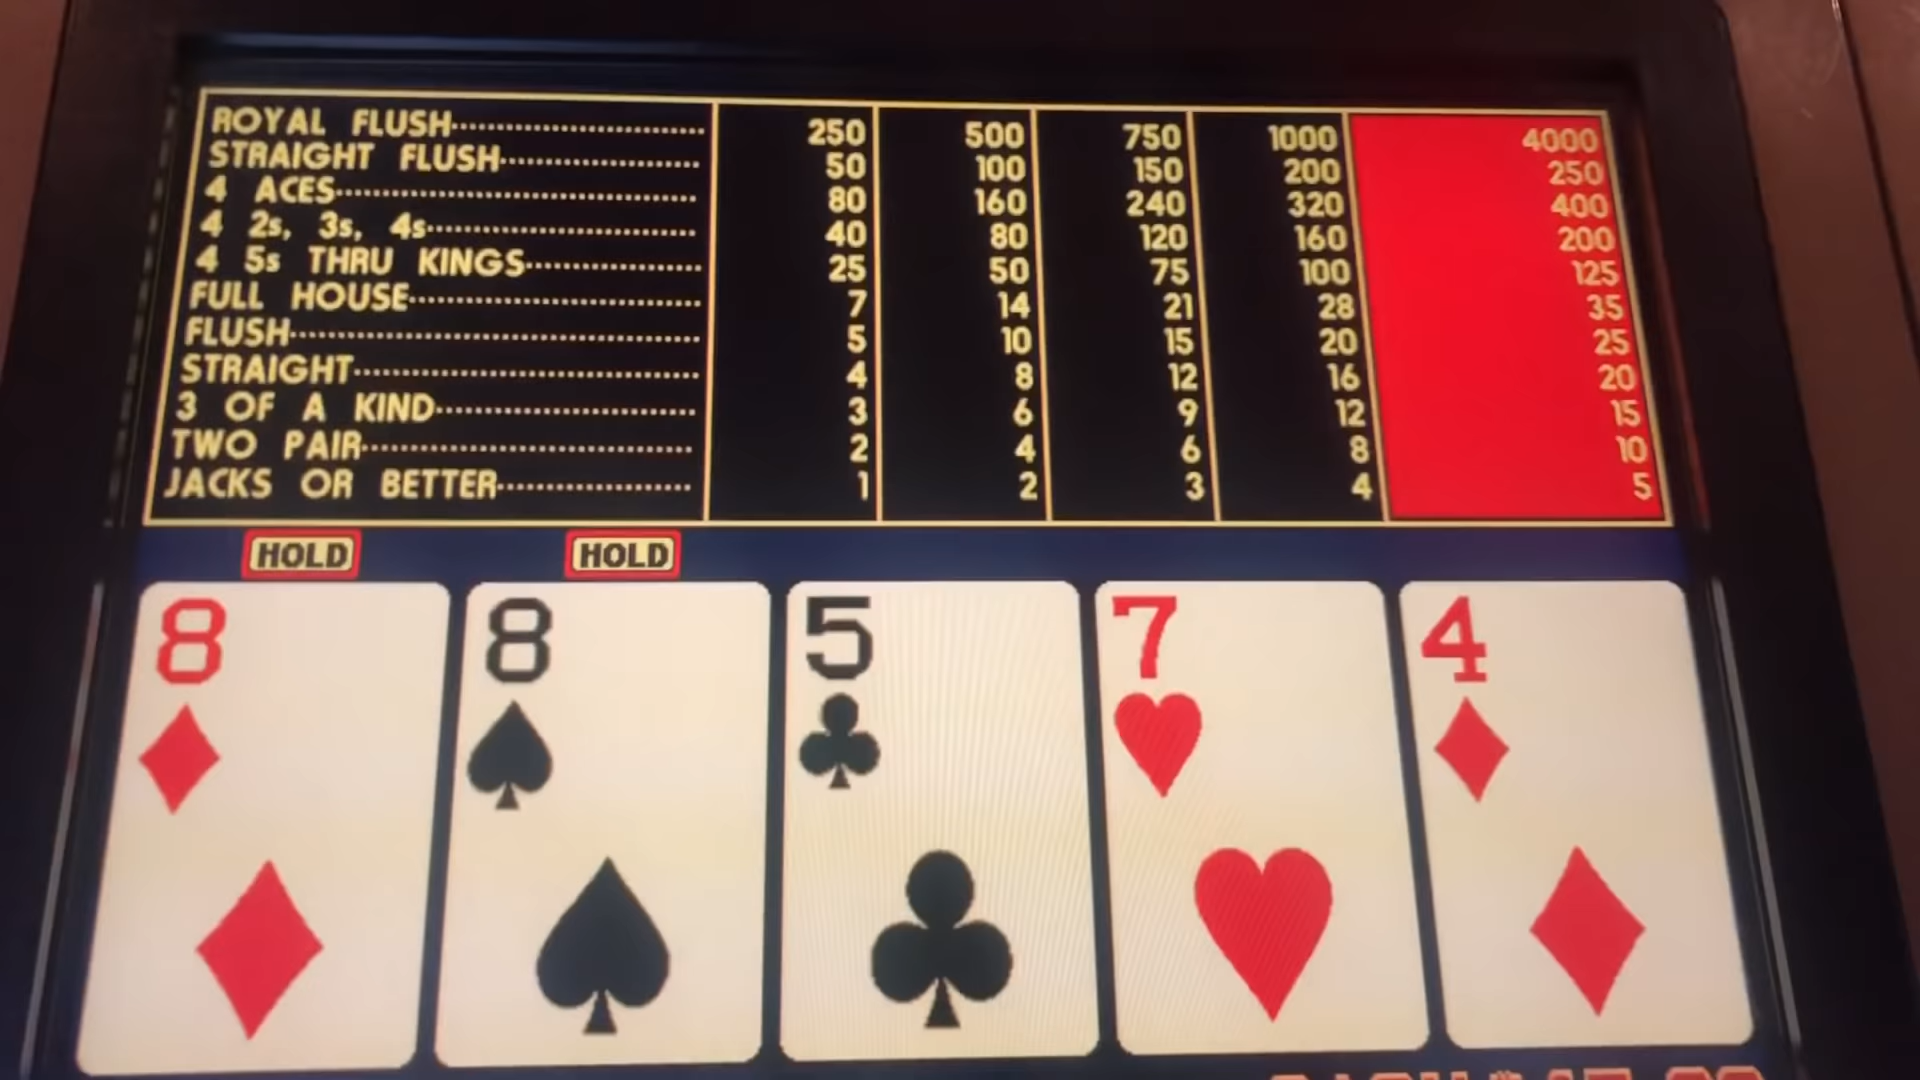 ROYAL FLUSH 250 500 750 1000 4000
STRAIGHT FLUSH 50 100 150 200 250
4 ACES 80 160 240 320 400
4 2s, 3s, 4s 40 80 120 160 200
4 5s THRU KINGS 25 50 75 100 125
FULL HOUSE 7 14 21 28 35
FLUSH 5 10 15 20 25
STRAIGHT 4 8 12 16 20
3 OF A KIND 3 6 9 12 15
TWO PAIR 2 4 6 8 10
JACKS OR BETTER 1 2 3 4 5
HOLD HOLD
8 8 5 7 4